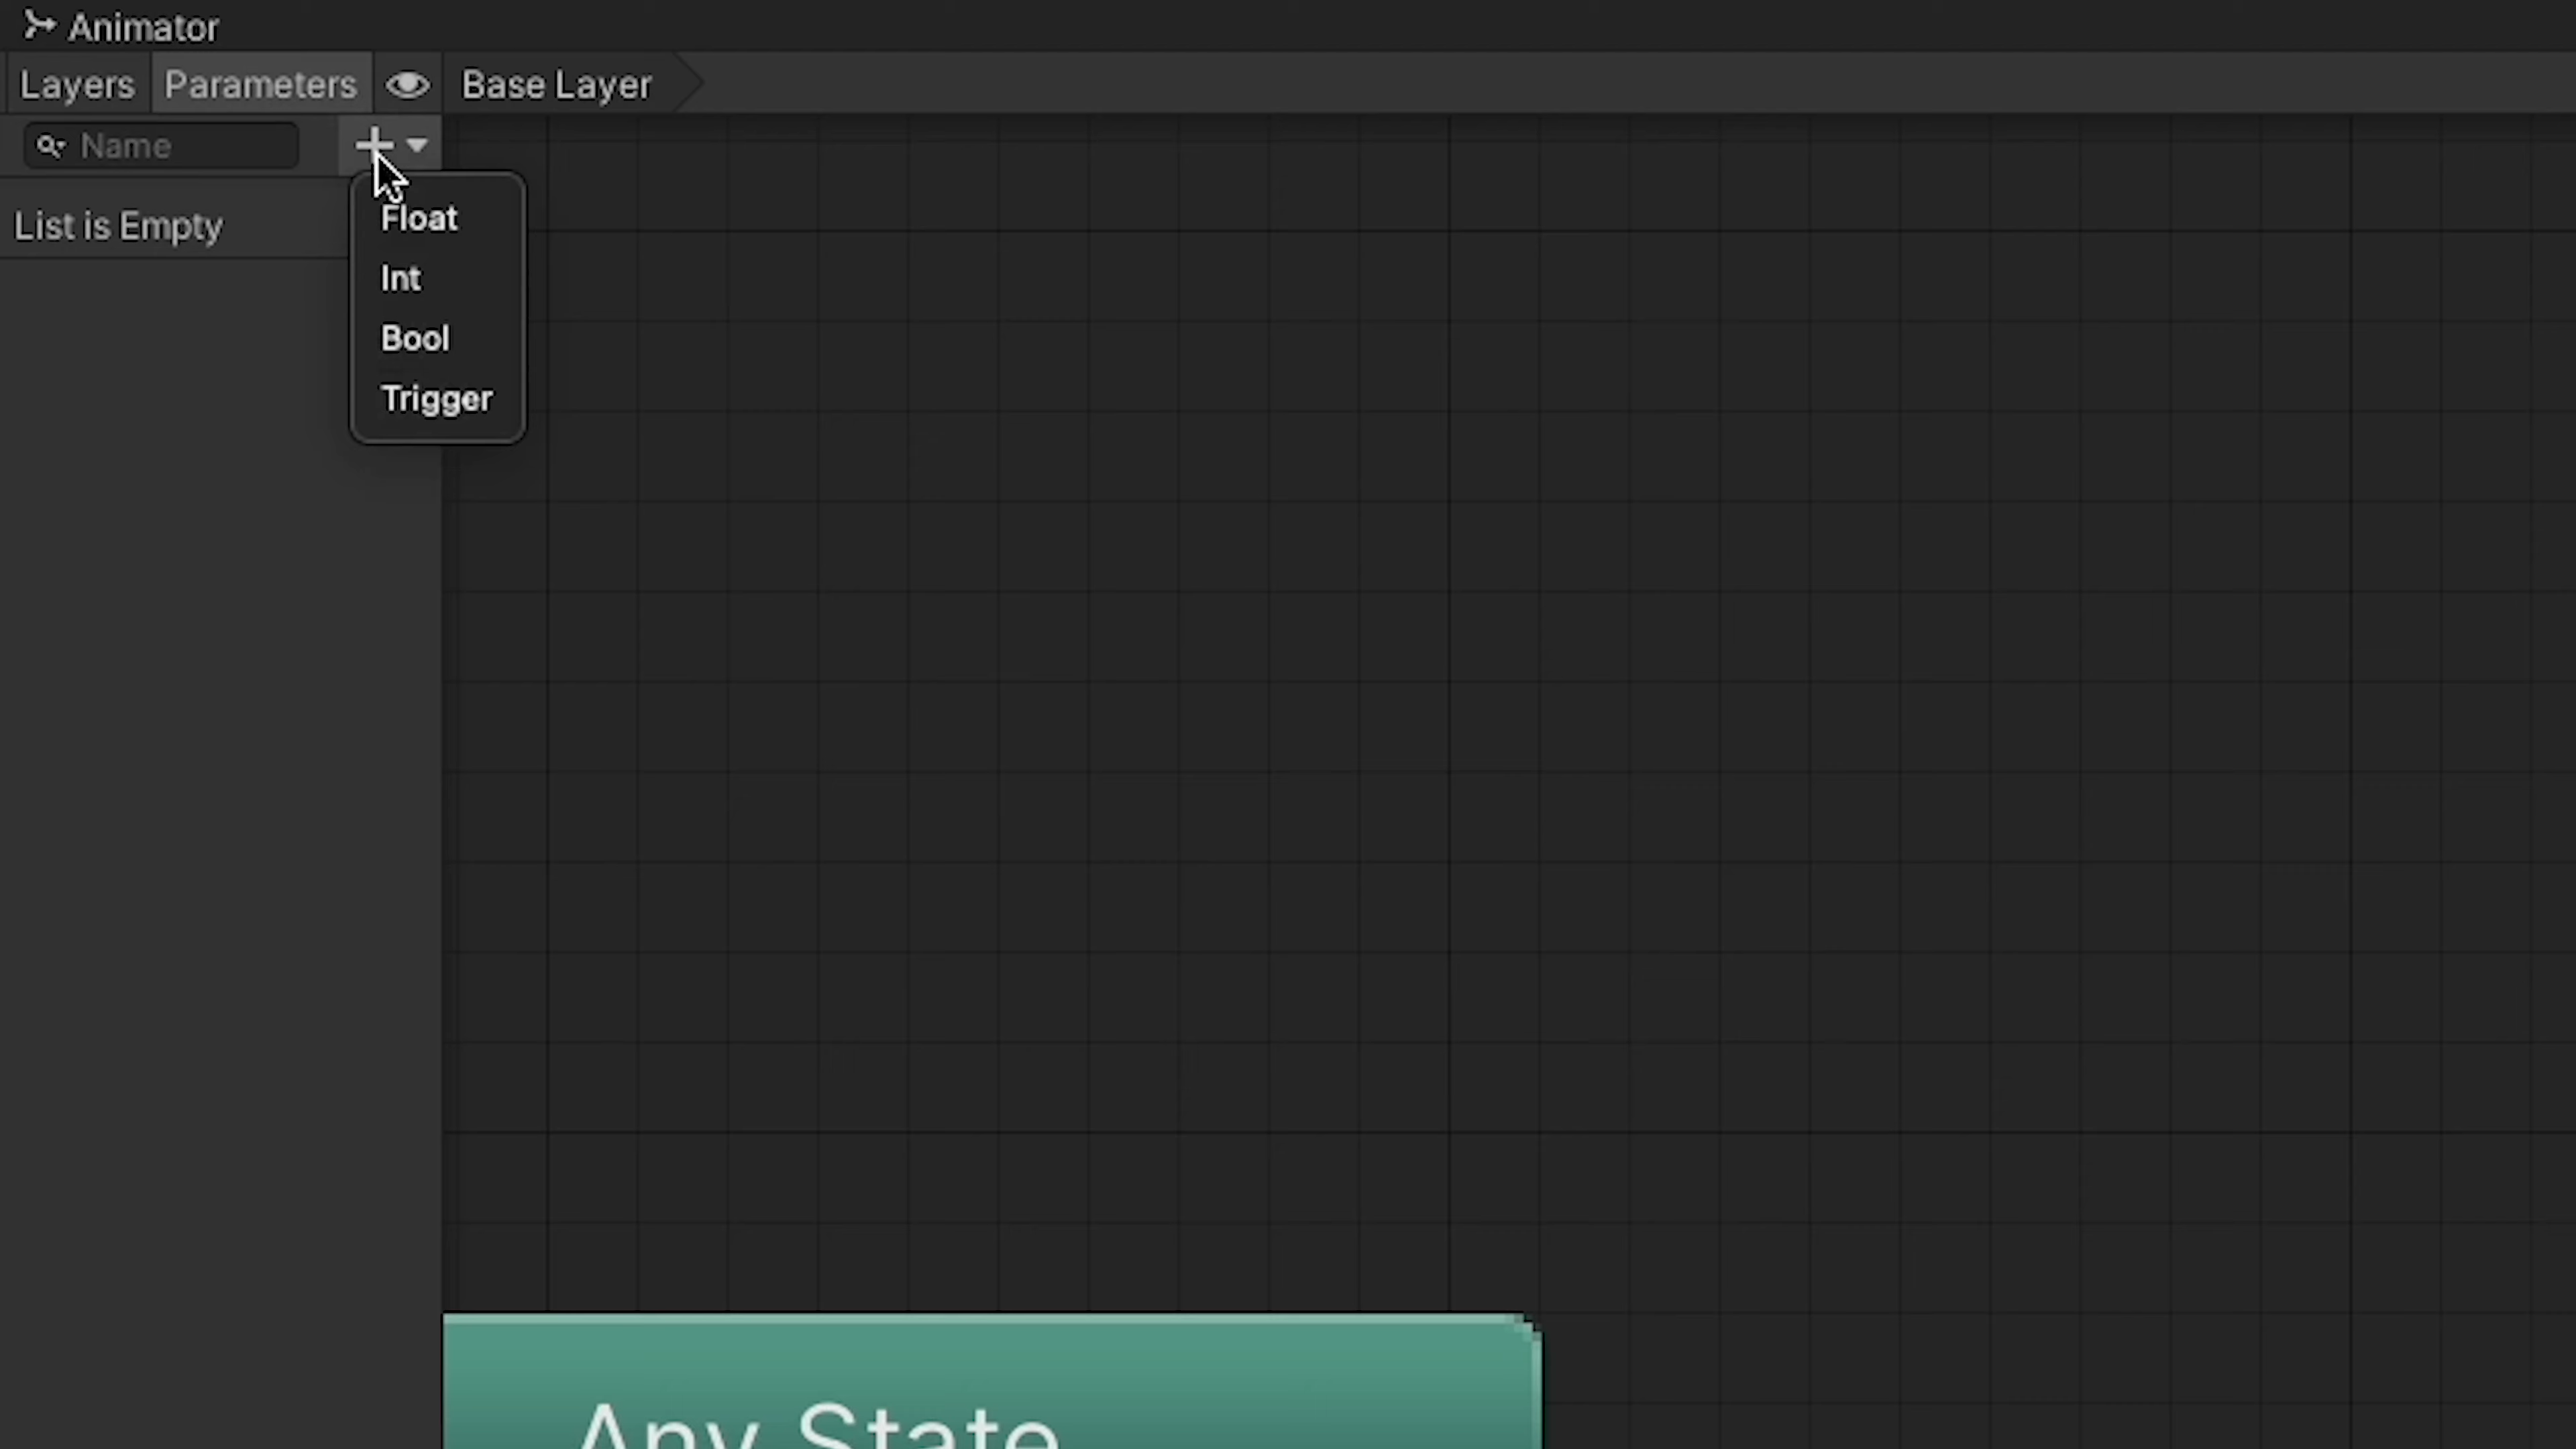 Animator
Layers Parameters Base Layer
Name
List is Empty
Float
Int
Bool
Trigger
Any State